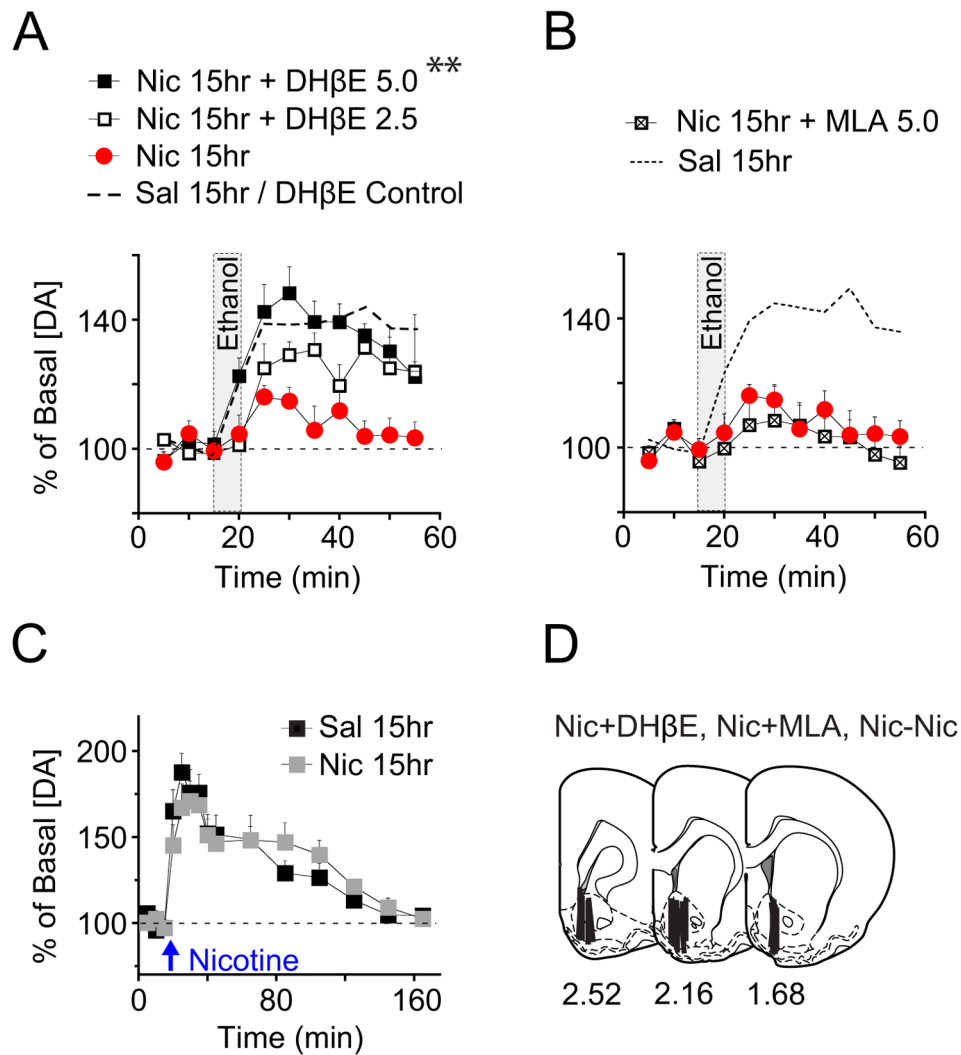 A
Nic 15hr + DHβE 5.0 **
Nic 15hr + DHβE 2.5
Nic 15hr
Sal 15hr / DHβE Control
% of Basal [DA]
140
100
Ethanol
0 20 40 60
Time (min)
B
Nic 15hr + MLA 5.0
Sal 15hr
140
100
Ethanol
0 20 40 60
Time (min)
C
Sal 15hr
Nic 15hr
% of Basal [DA]
200
150
100
Nicotine
0 80 160
Time (min)
D
Nic+DHβE, Nic+MLA, Nic-Nic
2.52 2.16 1.68